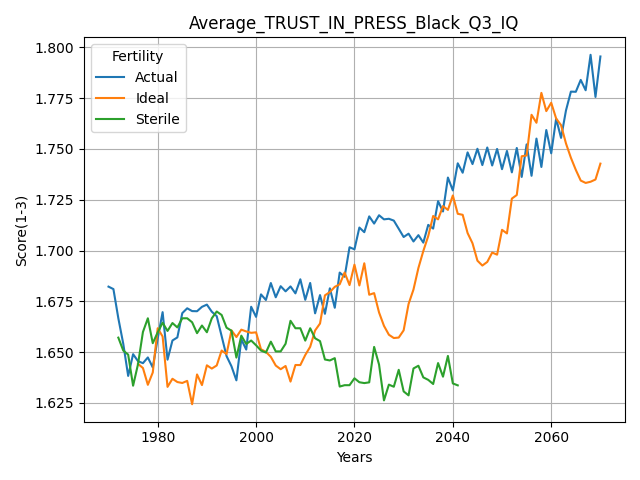 Average_TRUST_IN_PRESS_Black_Q3_IQ
Fertility
Actual
Ideal
Sterile
Score(1-3)
1.800
1.775
1.750
1.725
1.700
1.675
1.650
1.625
1980
2000
2020
2040
2060
Years